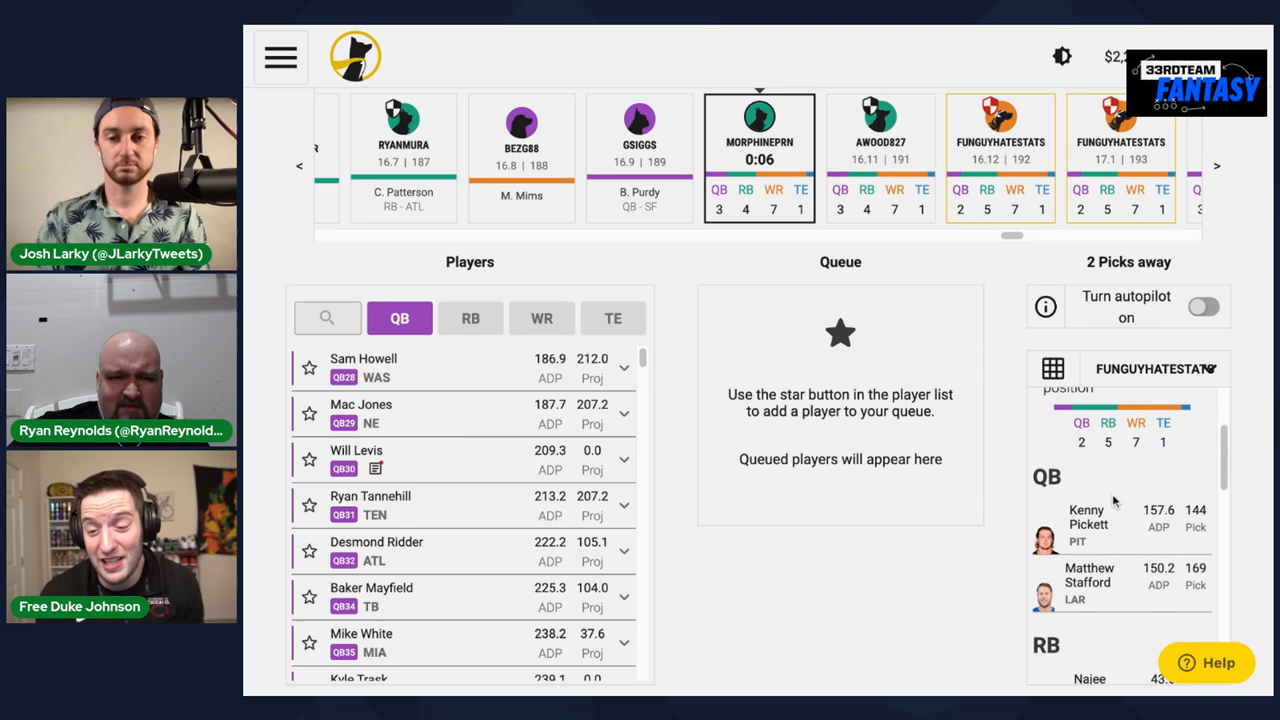 Josh Larky (@JLarkyTweets)
Ryan Reynolds (@RyanReynold...
Free Duke Johnson
33RDTEAM
FANTASY
$2,
R
RYANMURA
16.7 | 187
C. Patterson
RB - ATL
BEZG88
16.8 | 188
M. Mims
GSIGGS
16.9 | 189
B. Purdy
QB - SF
MORPHINEPRN
0:06
QB RB WR TE
3 4 7 1
AWOOD827
16.11 | 191
QB RB WR TE
3 4 7 1
FUNGUYHATESTATS
16.12 | 192
QB RB WR TE
2 5 7 1
FUNGUYHATESTATS
17.1 | 193
QB RB WR TE
2 5 7 1
<
>
Players
QB RB WR TE
Sam Howell 186.9 212.0
QB28 WAS ADP Proj
Mac Jones 187.7 207.2
QB29 NE ADP Proj
Will Levis 209.3 0.0
QB30 ADP Proj
Ryan Tannehill 213.2 207.2
QB31 TEN ADP Proj
Desmond Ridder 222.2 105.1
QB32 ATL ADP Proj
Baker Mayfield 225.3 104.0
QB34 TB ADP Proj
Mike White 238.2 37.6
QB35 MIA ADP Proj
Kyle Trask 239.1 0.0
Queue
Use the star button in the player list
to add a player to your queue.
Queued players will appear here
2 Picks away
Turn autopilot
on
FUNGUYHATESTATS
position
QB RB WR TE
2 5 7 1
QB
Kenny
Pickett 157.6 144
PIT ADP Pick
Matthew
Stafford 150.2 169
LAR ADP Pick
RB
Najee 43.
Help